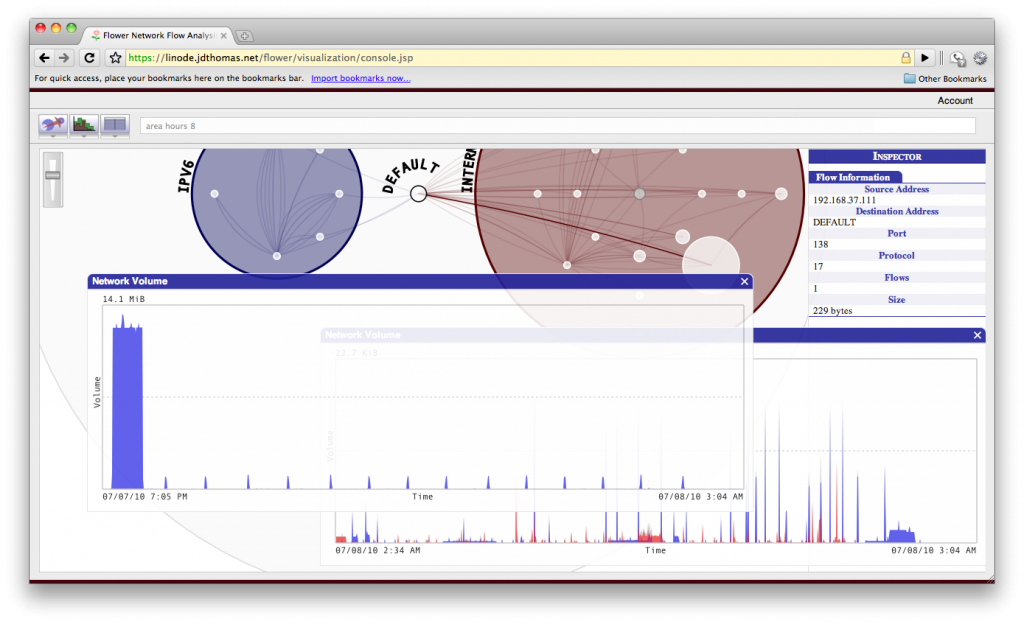 Flower Network Flow Analysi
https://linode.jdthomas.net/flower/visualization/console.jsp
For quick access, place your bookmarks here on the bookmarks bar. Import bookmarks now...
Other Bookmarks
Account
area hours 8
IPV6
DEFAULT
INTERN
INSPECTOR
Flow Information
Source Address
192.168.37.111
Destination Address
DEFAULT
Port
138
Protocol
17
Flows
1
Size
229 bytes
Network Volume
14.1 MiB
Volume
07/07/10 7:05 PM
Time
07/08/10 3:04 AM
Network Volume
Volume
07/08/10 2:34 AM
Time
07/08/10 3:04 AM